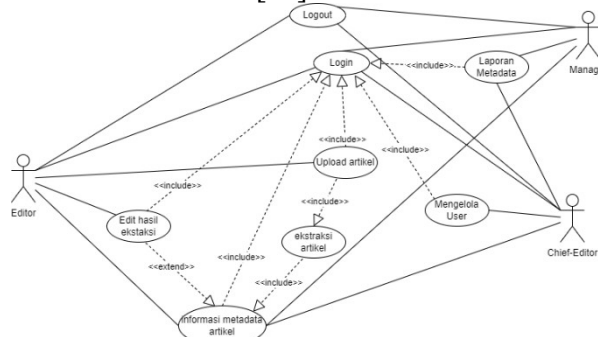 Logout
Login
<<include>>
Laporan
Metadata
Manag
<<include>>
<<include>>
Upload artikel
Editor
<<include>>
Edit hasil
ekstaksi
<<include>>
Mengelola
User
ekstraksi
artikel
Chief-Editor
<<extend>>
<<include>>
<<include>>
Informasi metadata
artikel